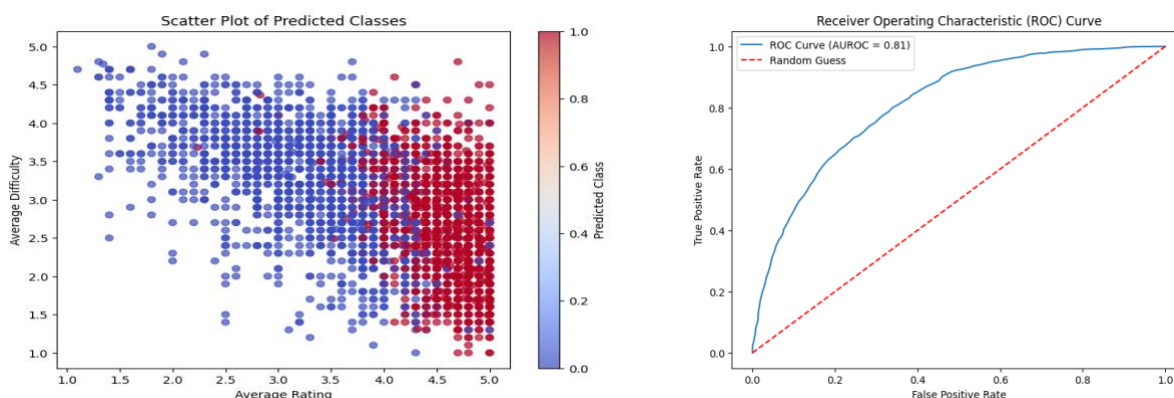 Scatter Plot of Predicted Classes
5.0
4.5
4.0
3.5
3.0
2.5
2.0
1.5
1.0
Average Difficulty
1.0 1.5 2.0 2.5 3.0 3.5 4.0 4.5 5.0
Average Rating
1.0
0.8
0.6
0.4
0.2
0.0
Predicted Class
Receiver Operating Characteristic (ROC) Curve
ROC Curve (AUROC = 0.81)
Random Guess
1.0
0.8
0.6
0.4
0.2
0.0
True Positive Rate
0.0 0.2 0.4 0.6 0.8 1.0
False Positive Rate